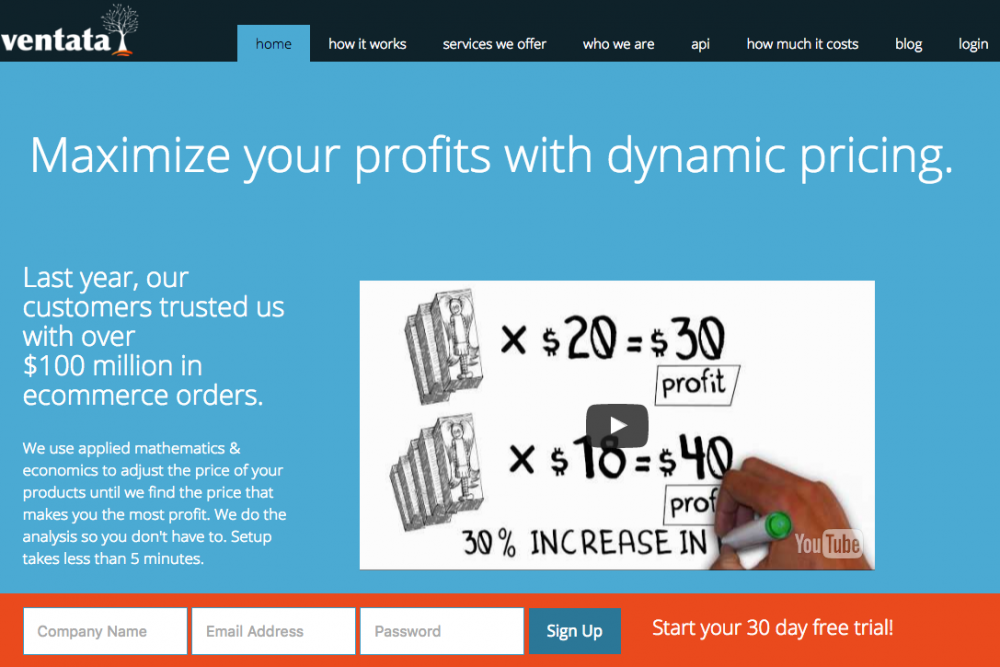 ventata
home
how it works
services we offer
who we are
api
how much it costs
blog
login
Maximize your profits with dynamic pricing.
Last year, our
customers trusted us
with over
$100 million in
ecommerce orders.
We use applied mathematics &
economics to adjust the price of your
products until we find the price that
makes you the most profit. We do the
analysis so you don't have to. Setup
takes less than 5 minutes.
x $20 = $30
profit
x $18 = $40
prof
30% INCREASE IN
YouTube
Company Name
Email Address
Password
Sign Up
Start your 30 day free trial!